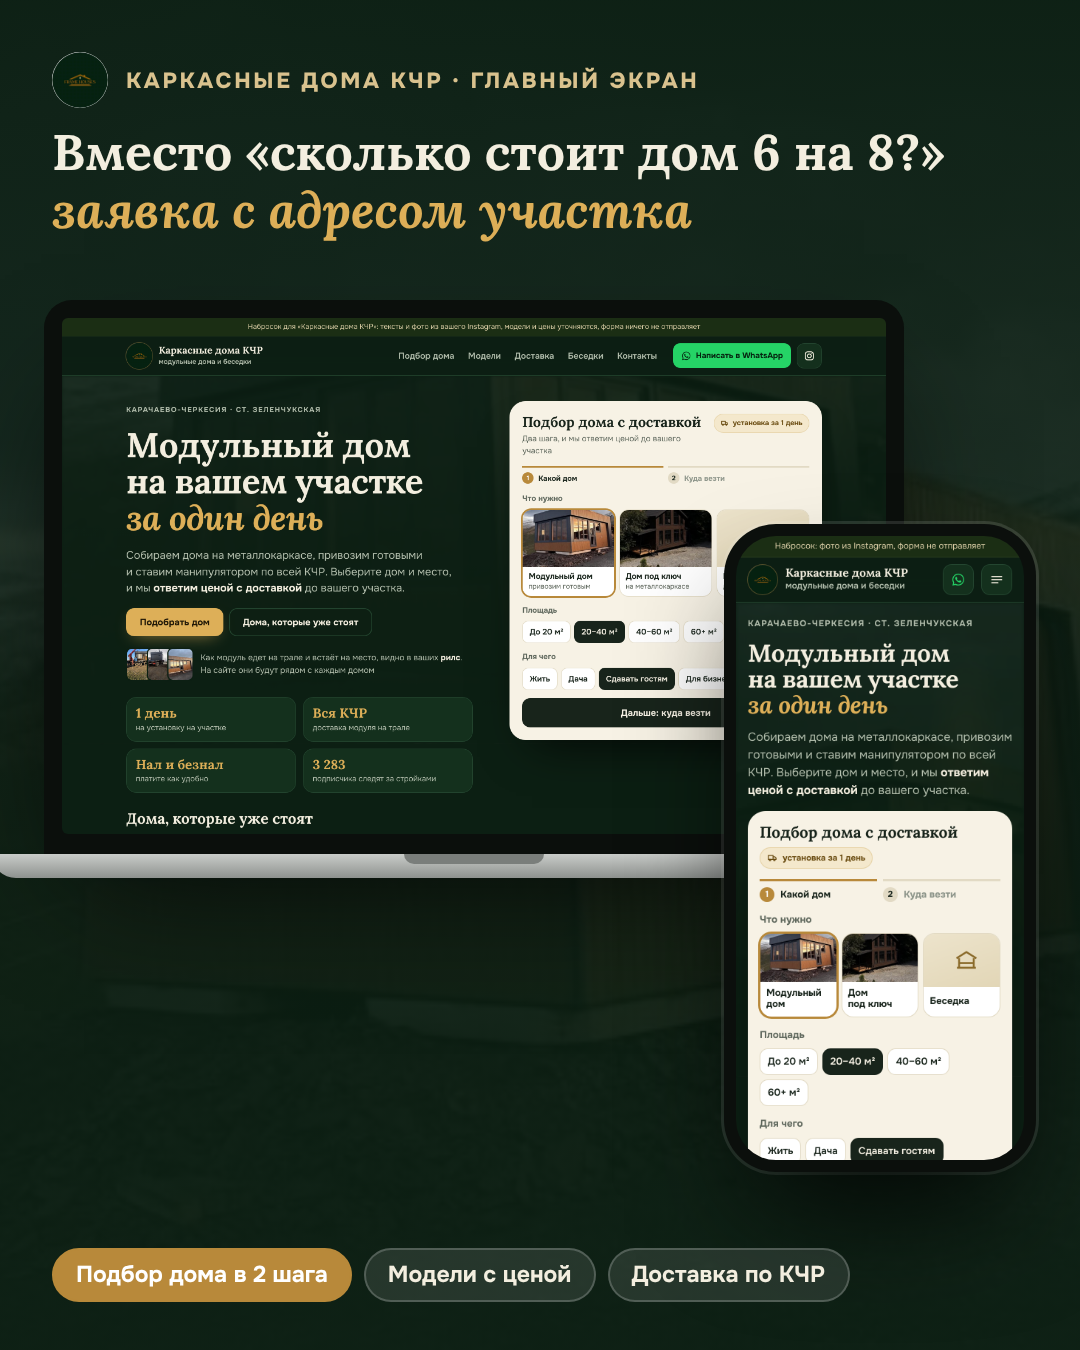 КАРКАСНЫЕ ДОМА КЧР · ГЛАВНЫЙ ЭКРАН
Вместо «сколько стоит дом 6 на 8?»
заявка с адресом участка
Набросок для «Каркасные дома КЧР»: тексты и фото из вашего Instagram, модели и цены уточняются, форма ничего не отправляет
Каркасные дома КЧР
модульные дома и беседки
Подбор дома Модели Доставка Беседки Контакты
Написать в WhatsApp
КАРАЧАЕВО-ЧЕРКЕСИЯ · СТ. ЗЕЛЕНЧУКСКАЯ
Модульный дом
на вашем участке
за один день
Собираем дома на металлокаркасе, привозим готовыми
и ставим манипулятором по всей КЧР. Выберите дом и место,
и мы ответим ценой с доставкой до вашего участка.
Подобрать дом
Дома, которые уже стоят
Как модуль едет на трале и встаёт на место, видно в ваших рилс.
На сайте они будут рядом с каждым домом
1 день
на установку на участке
Вся КЧР
доставка модуля на трале
Нал и безнал
платите как удобно
3 283
подписчика следят за стройками
Дома, которые уже стоят
Подбор дома с доставкой
установка за 1 день
Два шага, и мы ответим ценой до вашего
участка
1 Какой дом
2 Куда везти
Что нужно
Модульный дом
привозим готовым
Дом под ключ
на металлокаркасе
Площадь
До 20 м² 20–40 м² 40–60 м² 60+ м²
Для чего
Жить Дача Сдавать гостям
Для
Дальше: куда везти
Набросок: фото из Instagram, форма не отправляет
Каркасные дома КЧР
модульные дома и беседки
КАРАЧАЕВО-ЧЕРКЕСИЯ · СТ. ЗЕЛЕНЧУКСКАЯ
Модульный дом
на вашем участке
за один день
Собираем дома на металлокаркасе, привозим
готовыми и ставим манипулятором по всей
КЧР. Выберите дом и место, и мы ответим
ценой с доставкой до вашего участка.
Подбор дома с доставкой
установка за 1 день
1 Какой дом
2 Куда везти
Что нужно
Модульный
дом
Дом
под ключ
Беседка
Площадь
До 20 м² 20–40 м² 40–60 м²
60+ м²
Для чего
Жить Дача Сдавать гостям
Подбор дома в 2 шага
Модели с ценой
Доставка по КЧР